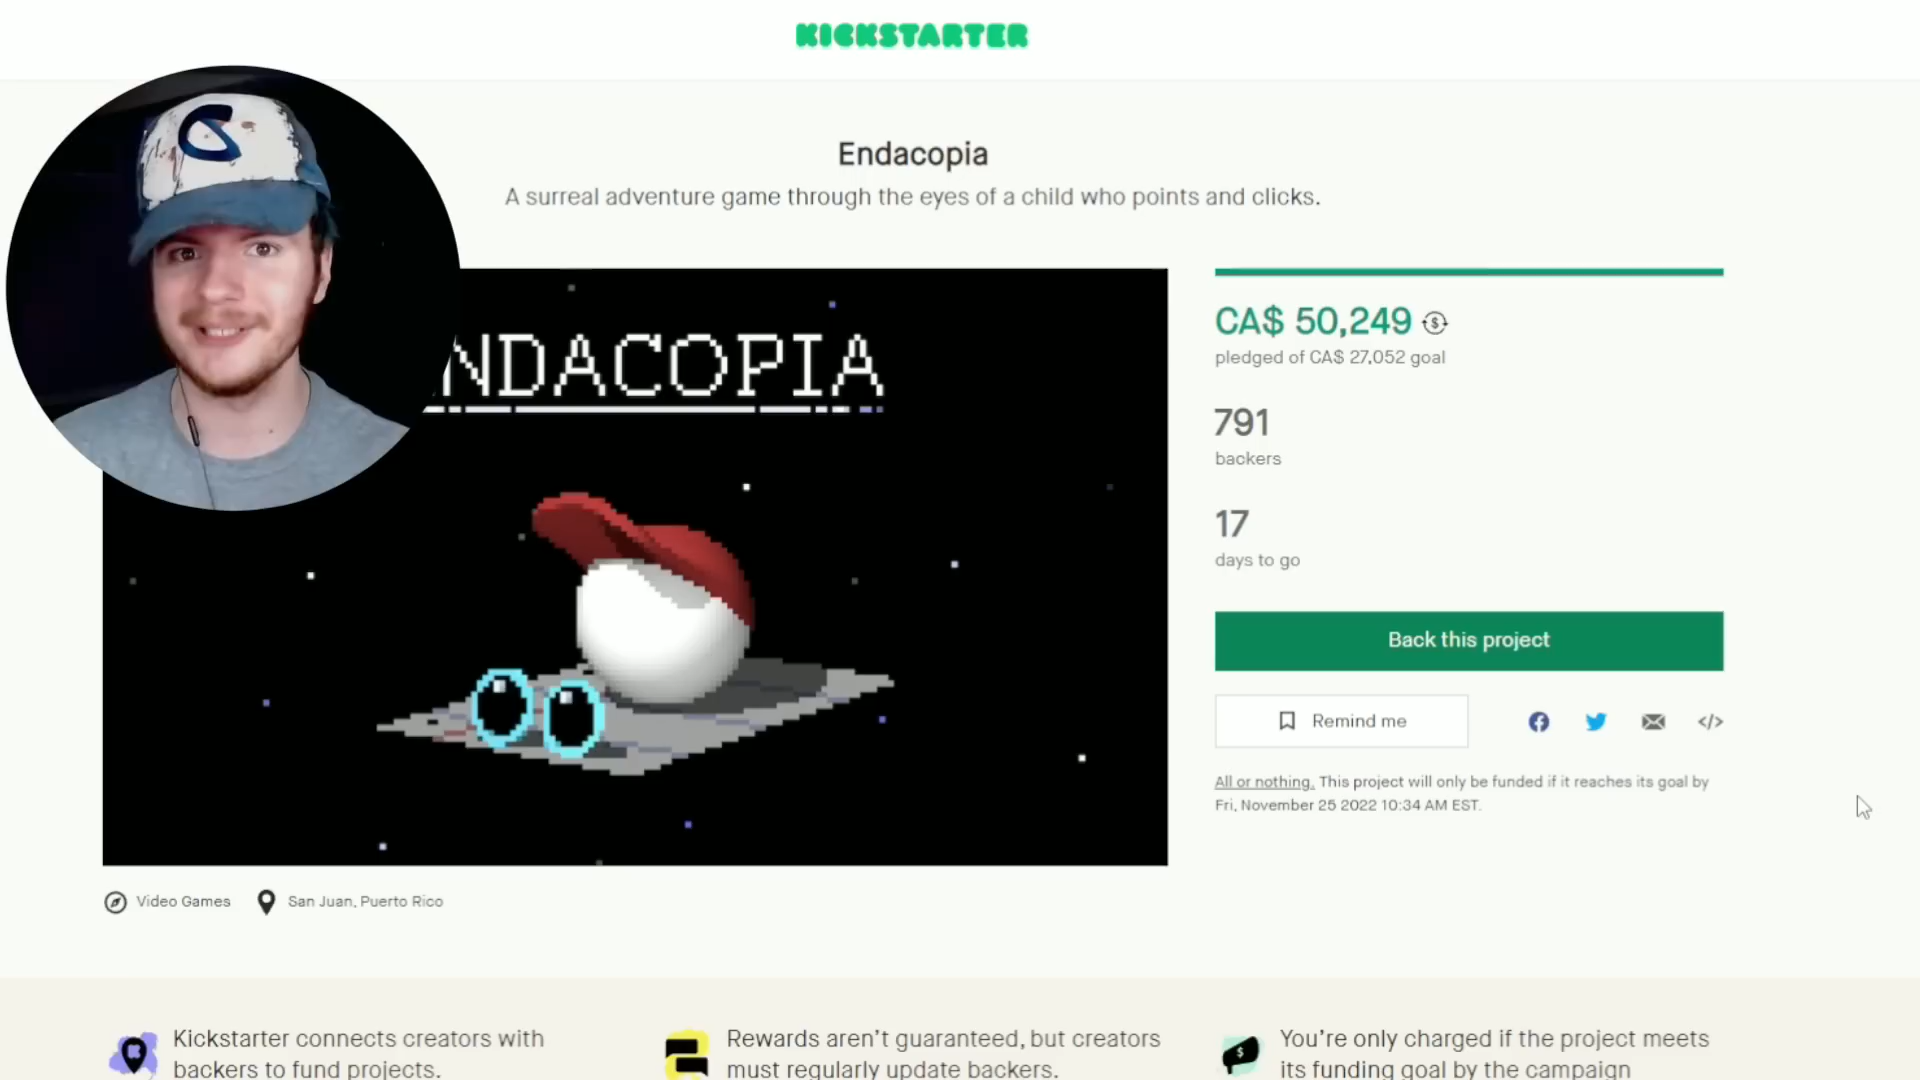 KICKSTARTER
Endacopia
A surreal adventure game through the eyes of a child who points and clicks.
NDACOPIA
CA$ 50,249
pledged of CA$ 27,052 goal
791
backers
17
days to go
Back this project
Remind me
</>
All or nothing. This project will only be funded if it reaches its goal by
Fri, November 25 2022 10:34 AM EST.
Video Games
San Juan, Puerto Rico
Kickstarter connects creators with
backers to fund projects.
Rewards aren't guaranteed, but creators
must regularly update backers.
You're only charged if the project meets
its funding goal by the campaign